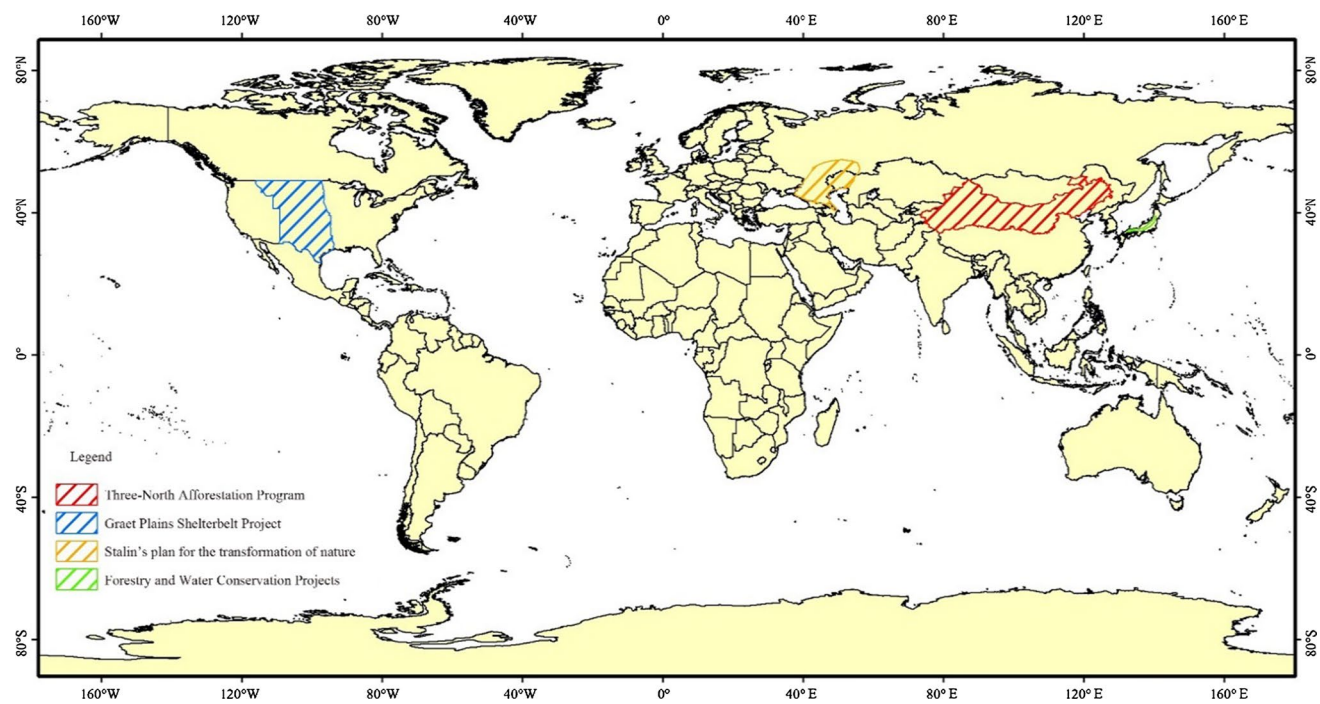 160°W 120°W 80°W 40°W 0° 40°E 80°E 120°E 160°E
80°N 80°N
40°N 40°N
0° 0°
Legend
Three-North Afforestation Program
40°S 40°S
Graet Plains Shelterbelt Project
Stalin's plan for the transformation of nature
Forestry and Water Conservation Projects
80°S 80°S
160°W 120°W 80°W 40°W 0° 40°E 80°E 120°E 160°E